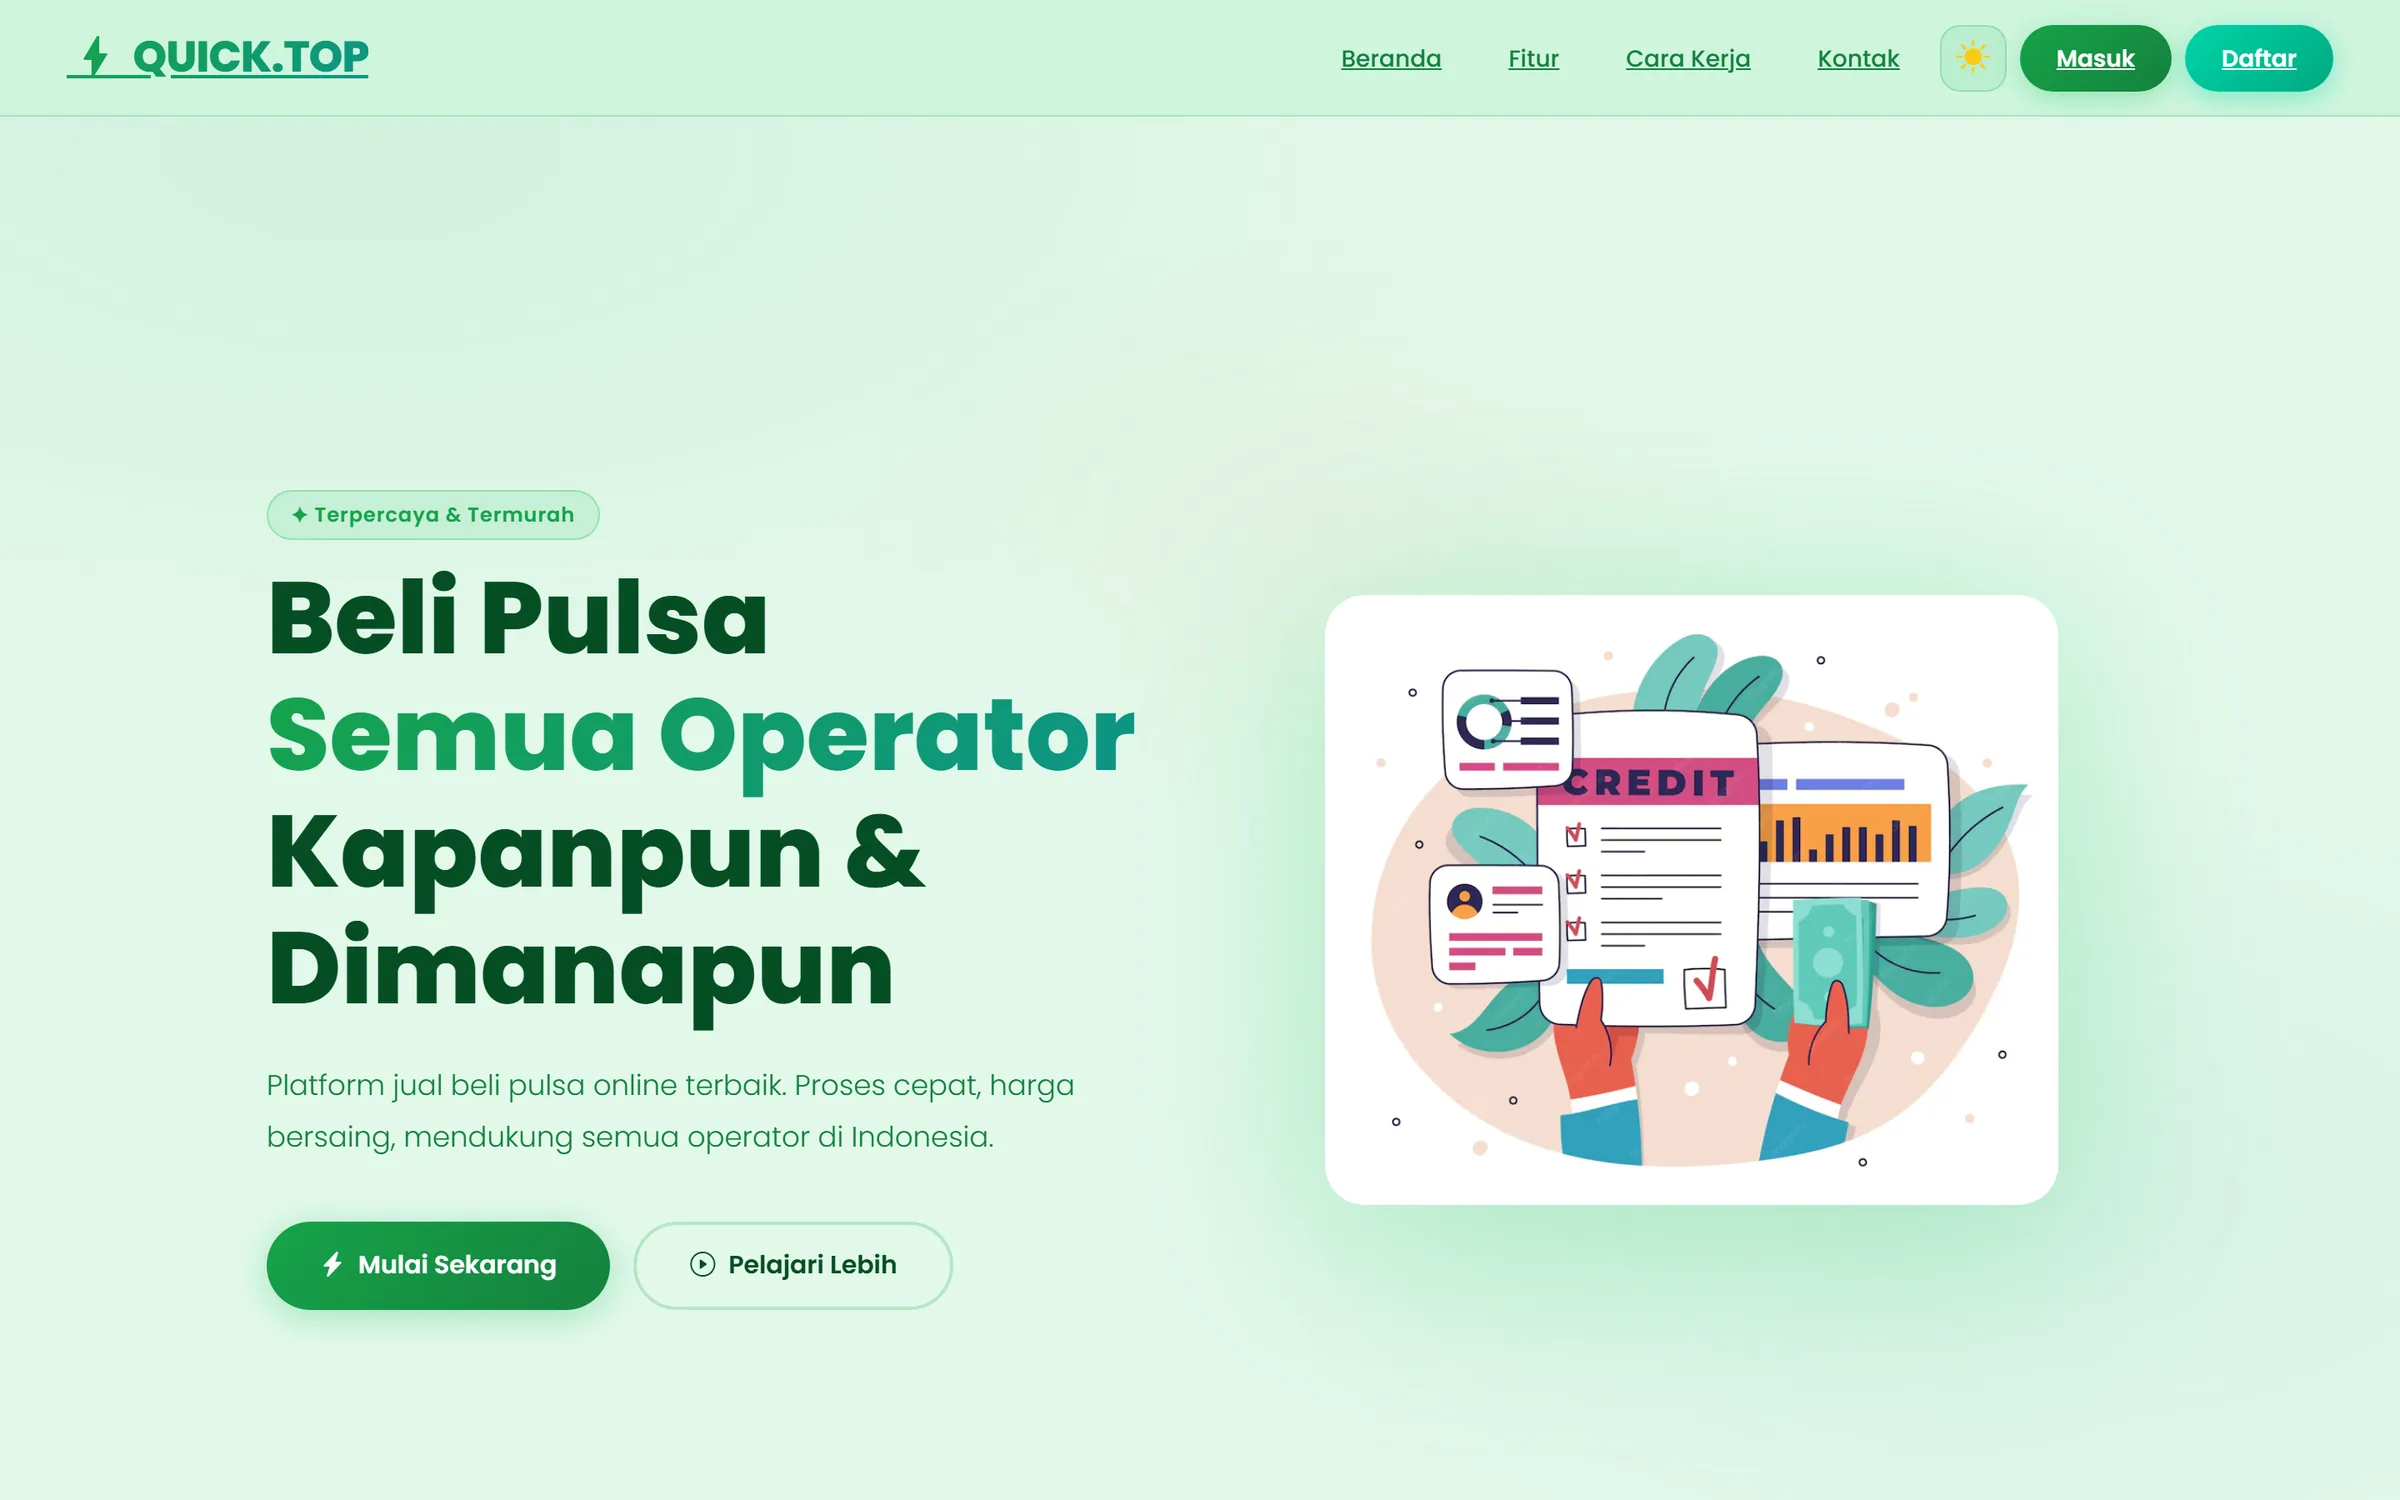 QUICK.TOP
Beranda
Fitur
Cara Kerja
Kontak
Masuk
Daftar
✦ Terpercaya & Termurah
Beli Pulsa
Semua Operator
Kapanpun &
Dimanapun
Platform jual beli pulsa online terbaik. Proses cepat, harga
bersaing, mendukung semua operator di Indonesia.
Mulai Sekarang
Pelajari Lebih
CREDIT